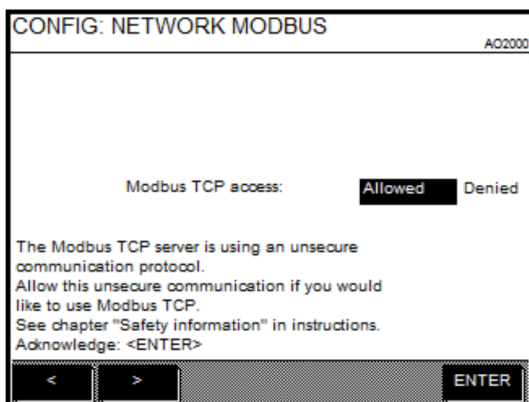 CONFIG: NETWORK MODBUS
AO2000
Modbus TCP access: Allowed Denied
The Modbus TCP server is using an unsecure
communication protocol.
Allow this unsecure communication if you would
like to use Modbus TCP.
See chapter "Safety information" in instructions.
Acknowledge: <ENTER>
< > ENTER